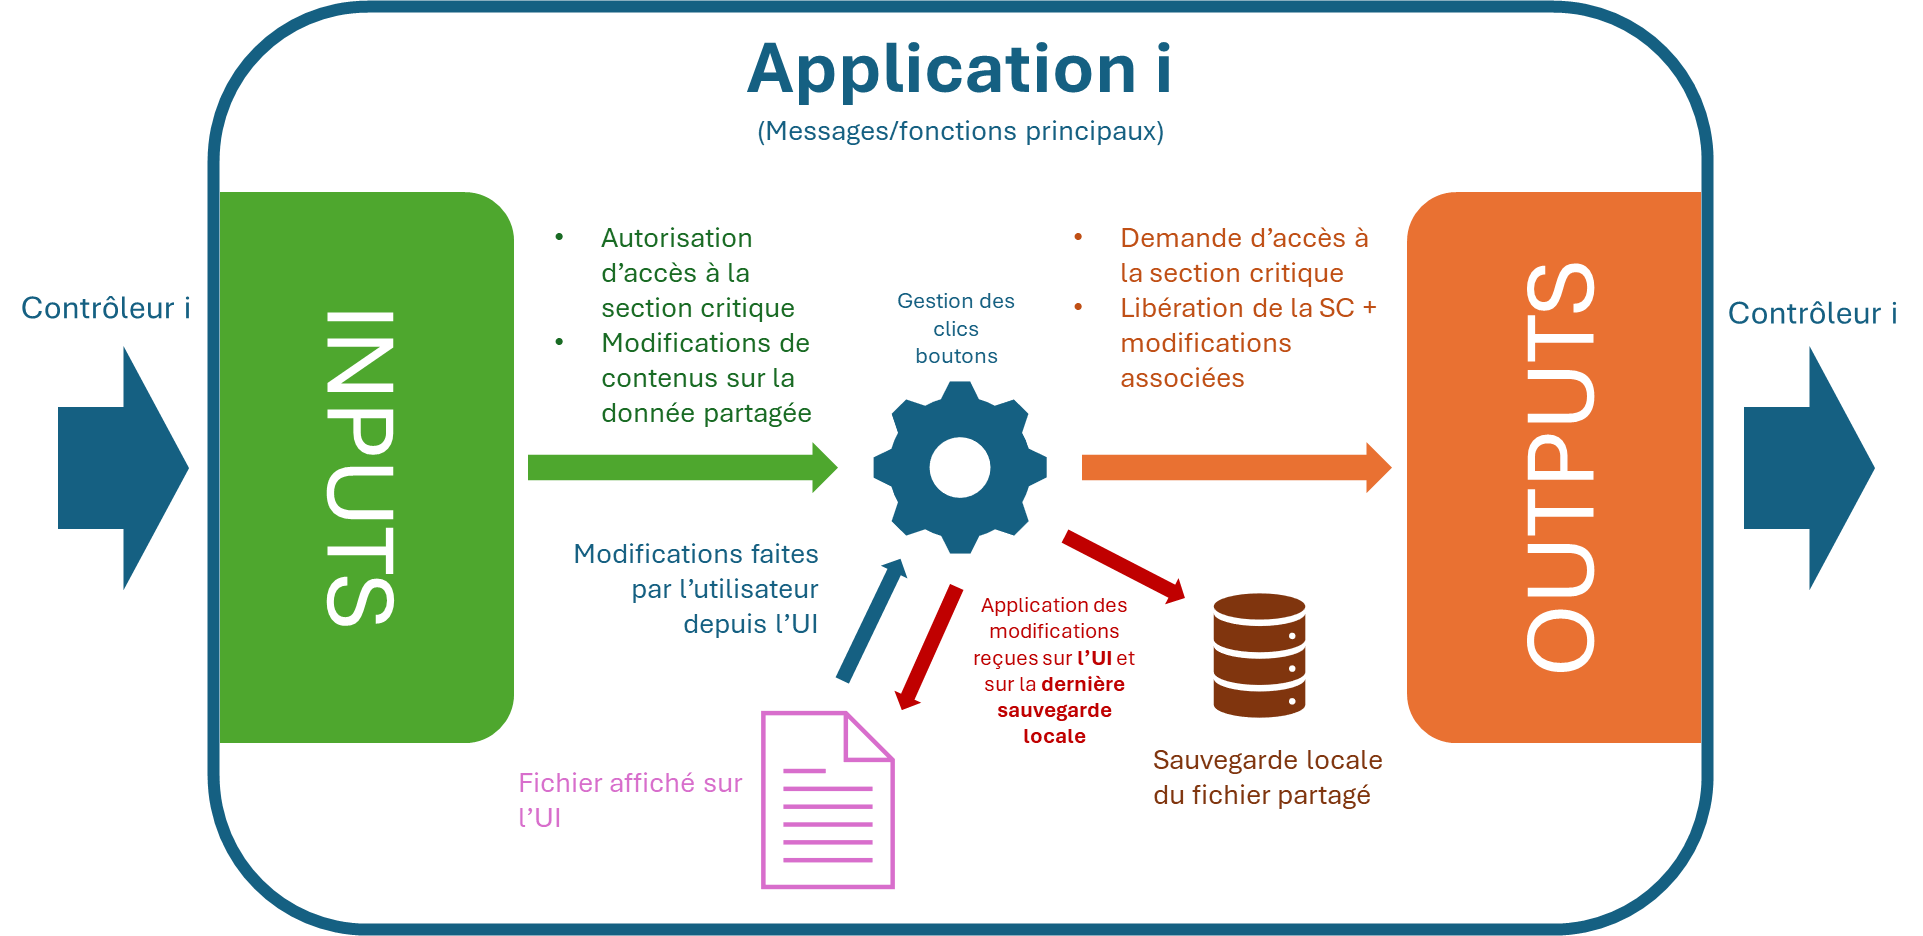 Application i
(Messages/fonctions principaux)
Contrôleur i
INPUTS
• Autorisation
d’accès à la
section critique
• Modifications de
contenus sur la
donnée partagée
Gestion des
clics
boutons
• Demande d’accès à
la section critique
• Libération de la SC +
modifications
associées
OUTPUTS
Contrôleur i
Modifications faites
par l’utilisateur
depuis l’UI
Application des
modifications
reçues sur l’UI et
sur la dernière
sauvegarde
locale
Fichier affiché sur
l’UI
Sauvegarde locale
du fichier partagé